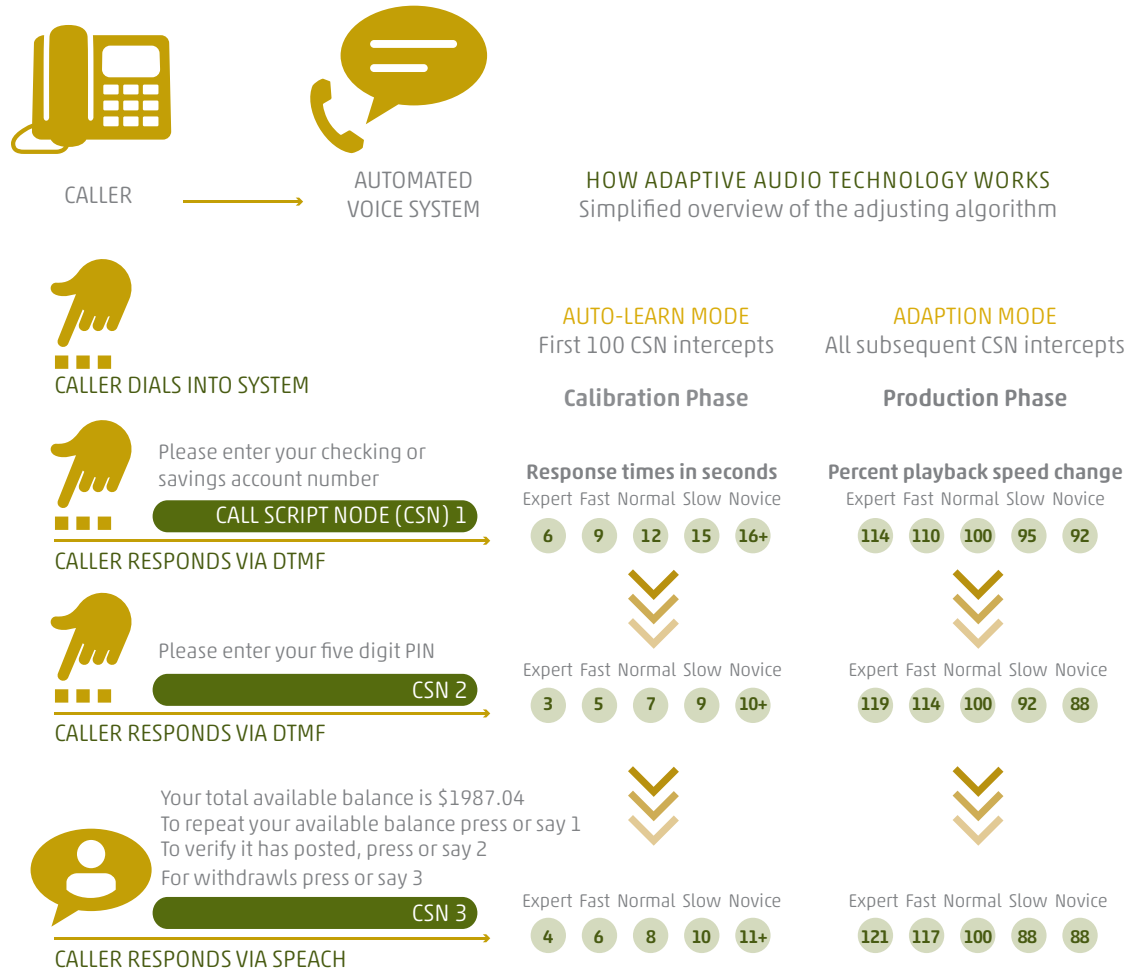 CALLER
AUTOMATED
VOICE SYSTEM
HOW ADAPTIVE AUDIO TECHNOLOGY WORKS
Simplified overview of the adjusting algorithm
CALLER DIALS INTO SYSTEM
AUTO-LEARN MODE
First 100 CSN intercepts
Calibration Phase
ADAPTION MODE
All subsequent CSN intercepts
Production Phase
Please enter your checking or
savings account number
CALL SCRIPT NODE (CSN) 1
CALLER RESPONDS VIA DTMF
Response times in seconds
Expert Fast Normal Slow Novice
6 9 12 15 16+
Percent playback speed change
Expert Fast Normal Slow Novice
114 110 100 95 92
Please enter your five digit PIN
CSN 2
CALLER RESPONDS VIA DTMF
Expert Fast Normal Slow Novice
3 5 7 9 10+
Expert Fast Normal Slow Novice
119 114 100 92 88
Your total available balance is $1987.04
To repeat your available balance press or say 1
To verify it has posted, press or say 2
For withdrawls press or say 3
CSN 3
CALLER RESPONDS VIA SPEACH
Expert Fast Normal Slow Novice
4 6 8 10 11+
Expert Fast Normal Slow Novice
121 117 100 88 88